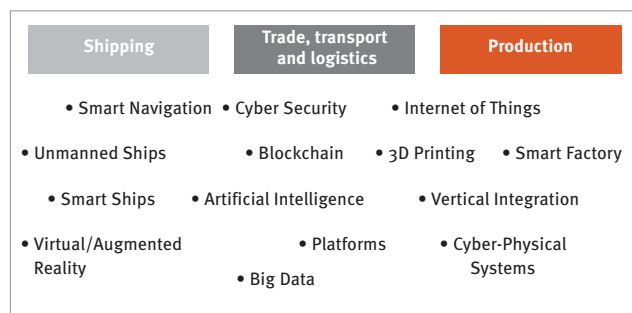 Shipping
Trade, transport
and logistics
Production
• Smart Navigation • Cyber Security • Internet of Things
• Unmanned Ships • Blockchain • 3D Printing • Smart Factory
• Smart Ships • Artificial Intelligence • Vertical Integration
• Virtual/Augmented
Reality
• Platforms
• Cyber-Physical
Systems
• Big Data